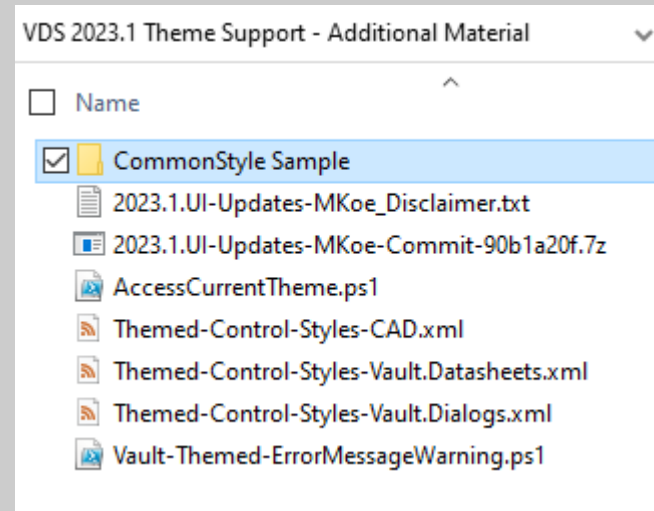 VDS 2023.1 Theme Support - Additional Material
Name
CommonStyle Sample
2023.1.UI-Updates-MKoe_Disclaimer.txt
2023.1.UI-Updates-MKoe-Commit-90b1a20f.7z
AccessCurrentTheme.ps1
Themed-Control-Styles-CAD.xml
Themed-Control-Styles-Vault.Datasheets.xml
Themed-Control-Styles-Vault.Dialogs.xml
Vault-Themed-ErrorMessageWarning.ps1